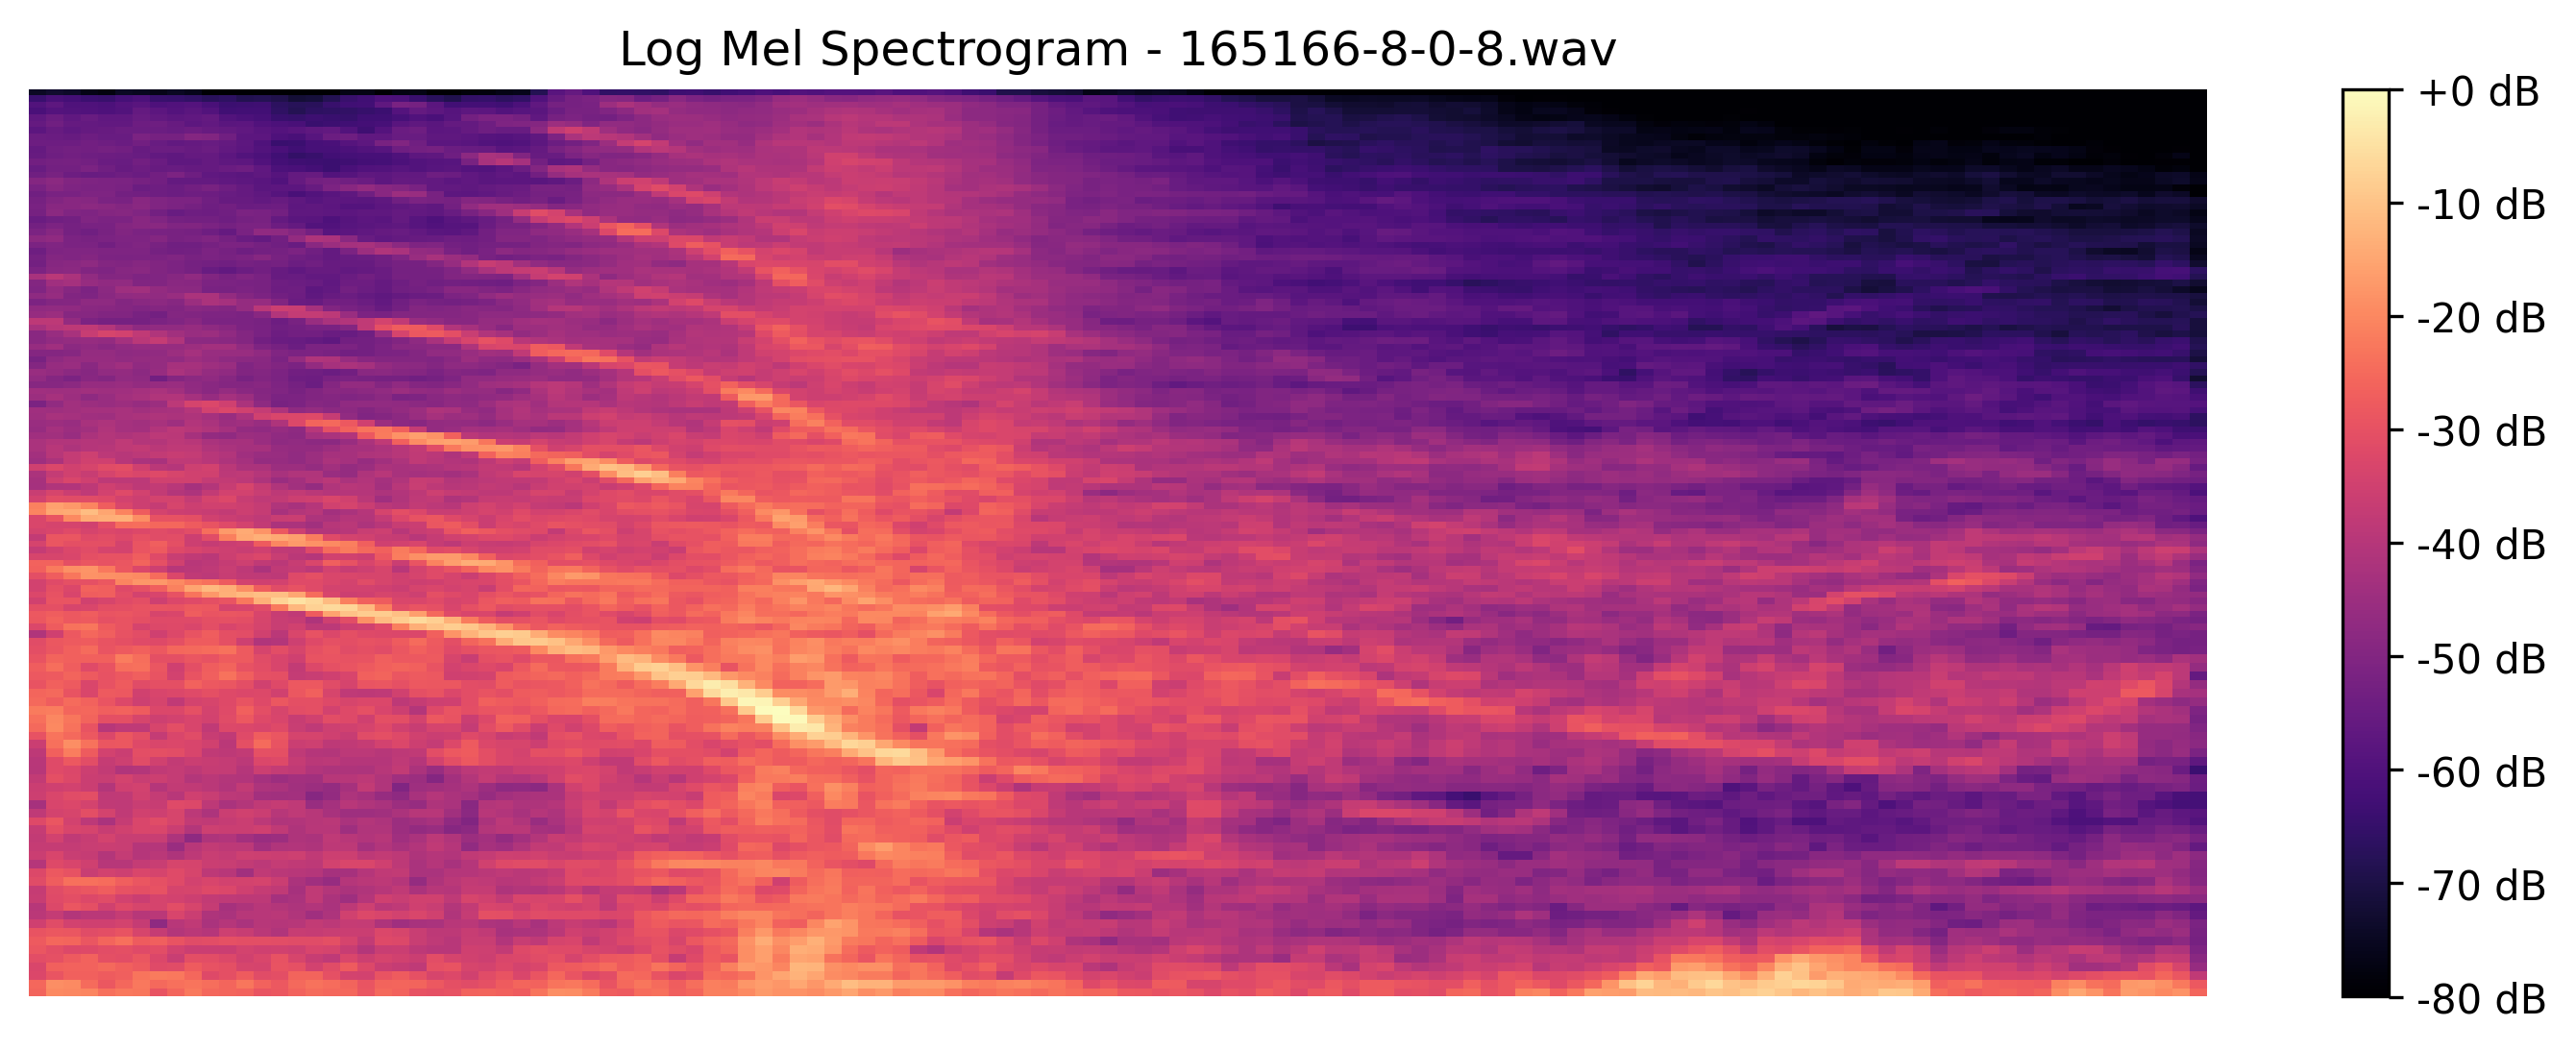 Log Mel Spectrogram - 165166-8-0-8.wav
+0 dB
-10 dB
-20 dB
-30 dB
-40 dB
-50 dB
-60 dB
-70 dB
-80 dB